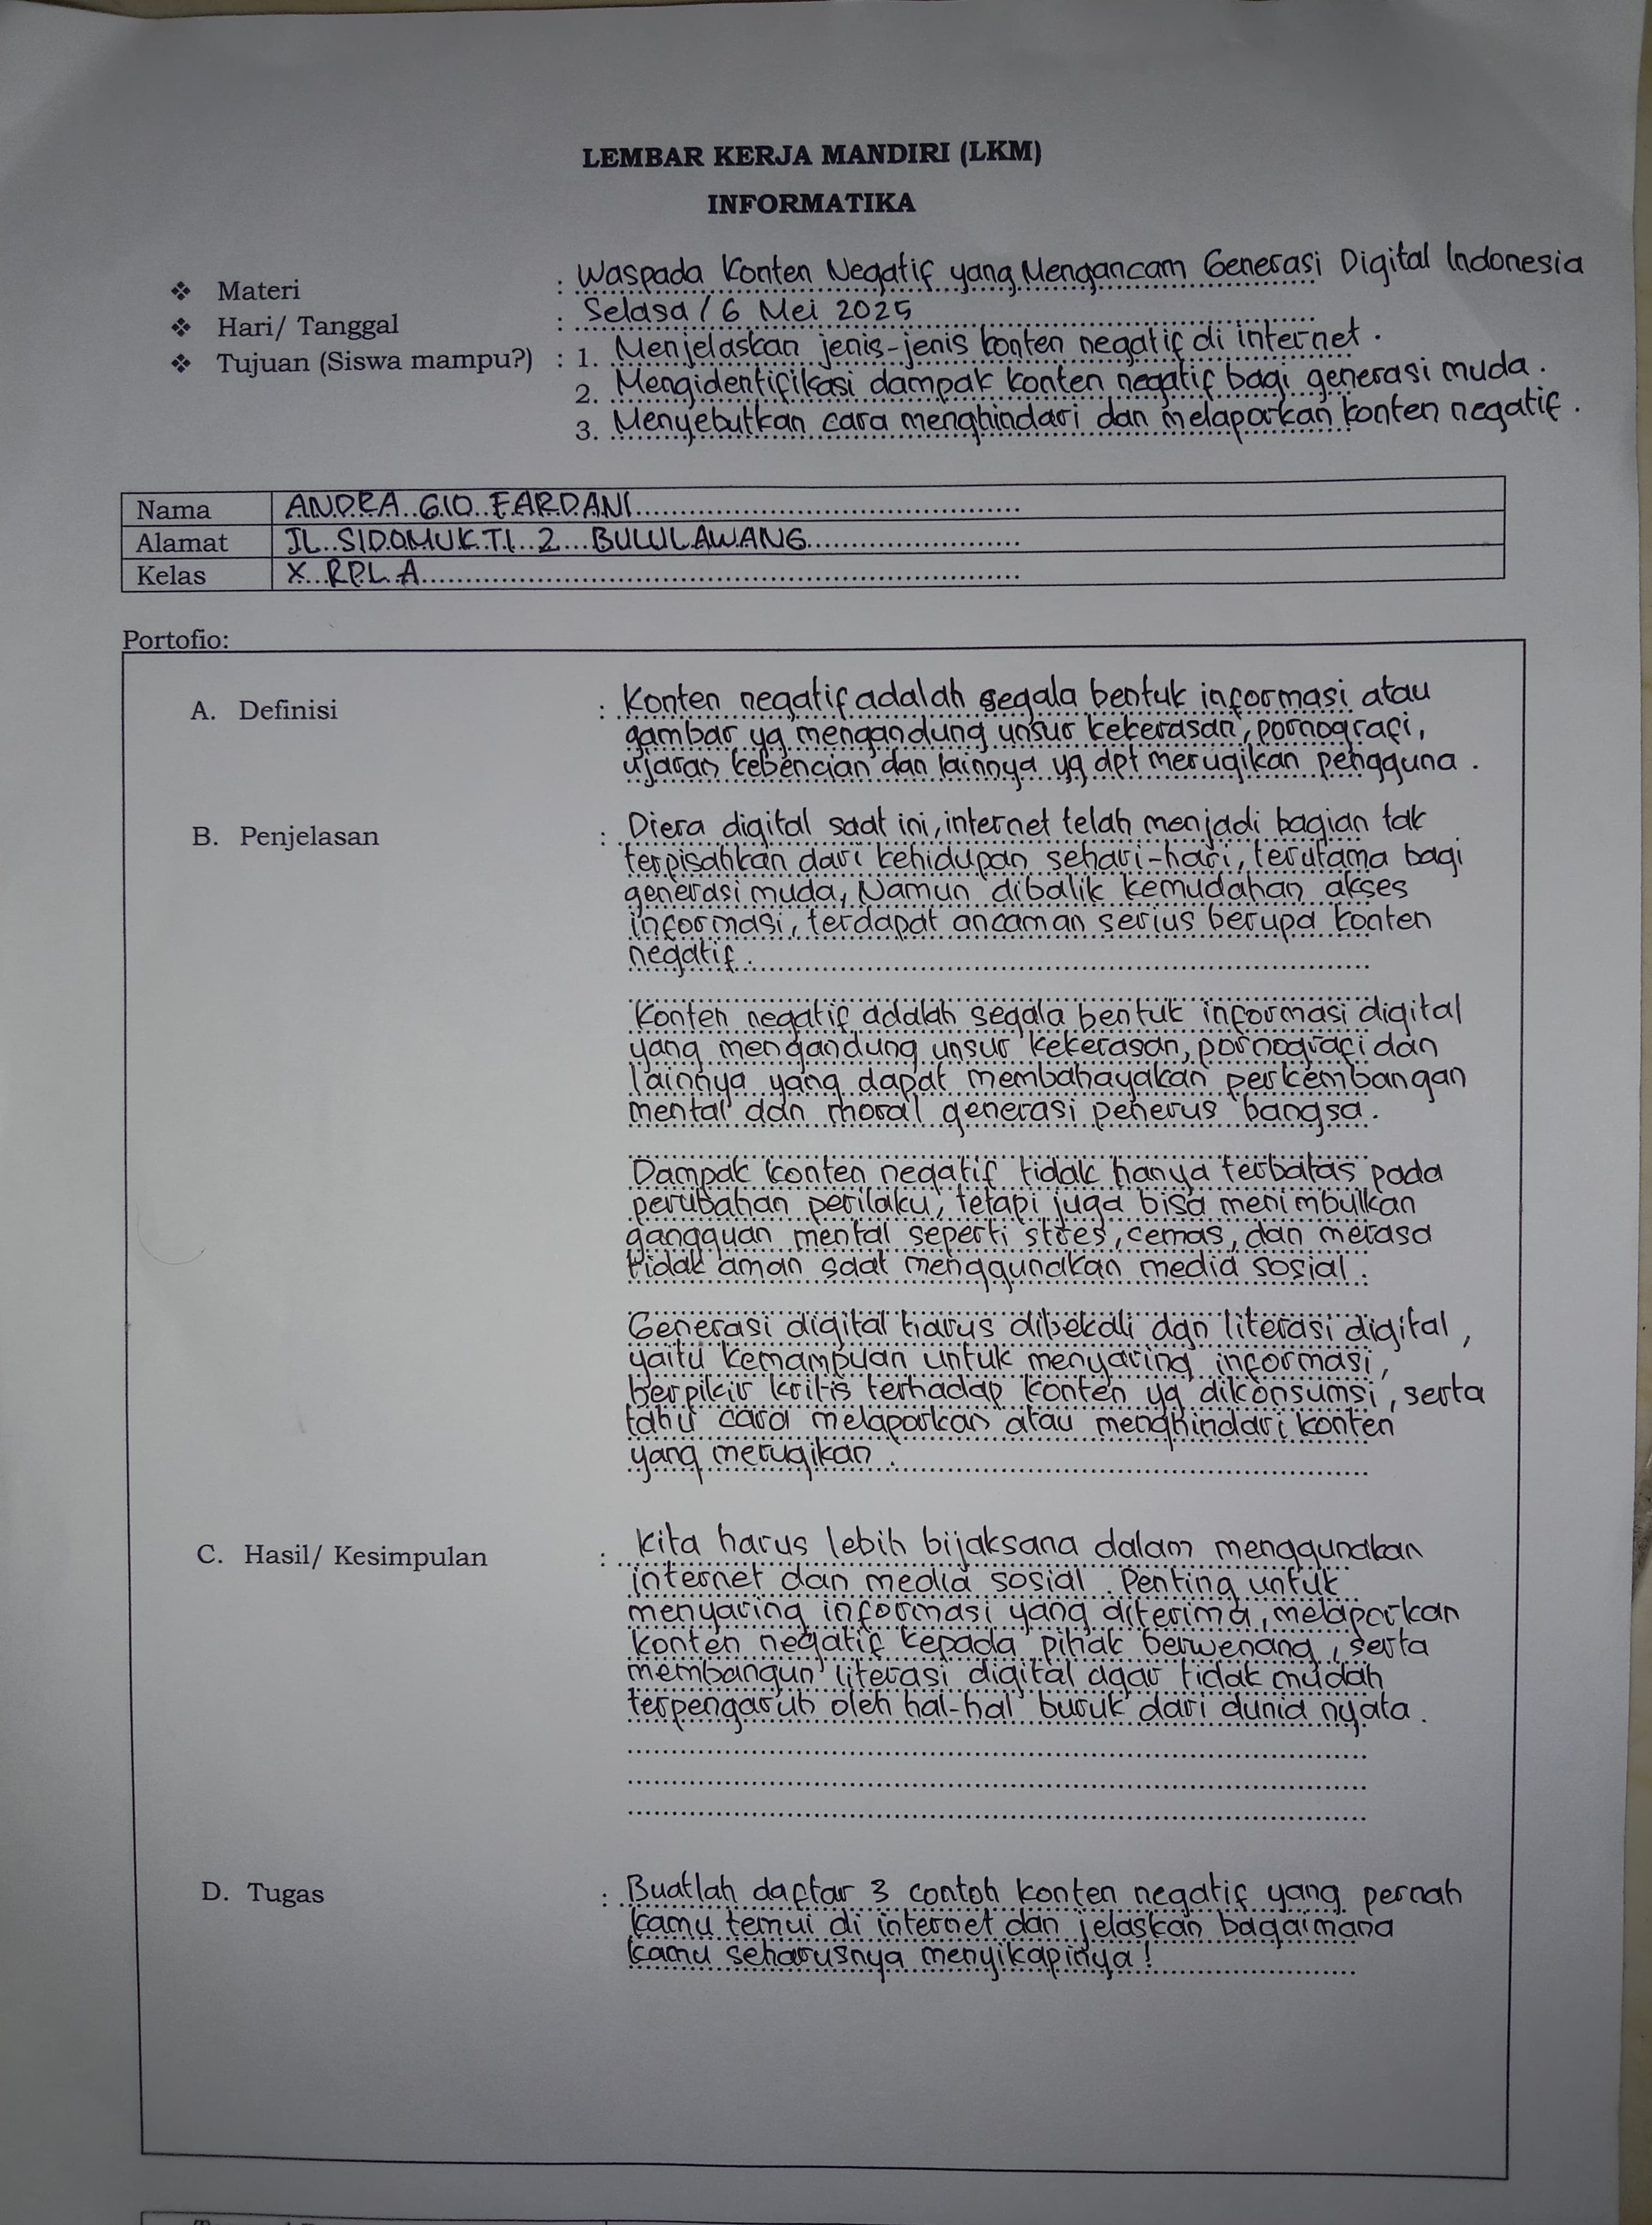 LEMBAR KERJA MANDIRI (LKM)
INFORMATIKA
❖ Materi : Waspada Konten Negatif yang Mengancam Generasi Digital Indonesia
❖ Hari/ Tanggal : Selasa / 6 Mei 2025
❖ Tujuan (Siswa mampu?) : 1. Menjelaskan jenis-jenis konten negatif di internet.
2. Mengidentifikasi dampak konten negatif bagi generasi muda.
3. Menyebutkan cara menghindari dan melaporkan konten negatif.
Nama ANDRA GIO FARDANI
Alamat JL. SIDOMUKTI 2 BULULAWANG
Kelas X RPL A
Portofio:
A. Definisi : Konten negatif adalah segala bentuk informasi atau
gambar yg mengandung unsur kekerasan, pornografi,
ujaran kebencian dan lainnya yg dpt merugikan pengguna.
B. Penjelasan : Diera digital saat ini, internet telah menjadi bagian tak
terpisahkan dari kehidupan sehari-hari, terutama bagi
generasi muda, Namun dibalik kemudahan akses
informasi, terdapat ancaman serius berupa konten
negatif.
Konten negatif adalah segala bentuk informasi digital
yang mengandung unsur kekerasan, pornografi dan
lainnya yang dapat membahayakan perkembangan
mental dan moral generasi penerus bangsa.
Dampak konten negatif tidak hanya terbatas pada
perubahan perilaku, tetapi juga bisa menimbulkan
gangguan mental seperti stres, cemas, dan merasa
tidak aman saat menggunakan media sosial.
Generasi digital harus dibekali dgn literasi digital,
yaitu kemampuan untuk menyaring informasi,
berpikir kritis terhadap konten yg dikonsumsi, serta
tahu cara melaporkan atau menghindari konten
yang merugikan.
C. Hasil/ Kesimpulan : Kita harus lebih bijaksana dalam menggunakan
internet dan media sosial. Penting untuk
menyaring informasi yang diterima, melaporkan
konten negatif kepada pihak berwenang, serta
membangun literasi digital agar tidak mudah
terpengaruh oleh hal-hal buruk dari dunia nyata.
D. Tugas : Buatlah daftar 3 contoh konten negatif yang pernah
kamu temui di internet dan jelaskan bagaimana
kamu seharusnya menyikapinya!